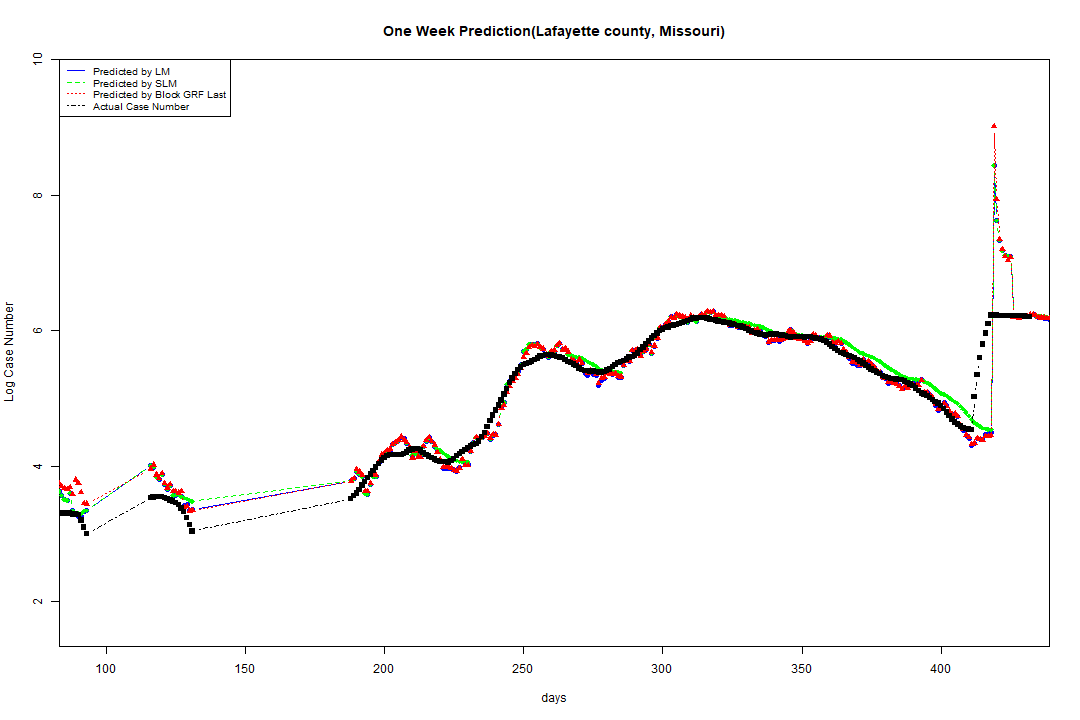 One Week Prediction(Lafayette county, Missouri)
Predicted by LM
Predicted by SLM
Predicted by Block GRF Last
Actual Case Number
Log Case Number
10
8
6
4
2
100 150 200 250 300 350 400
days